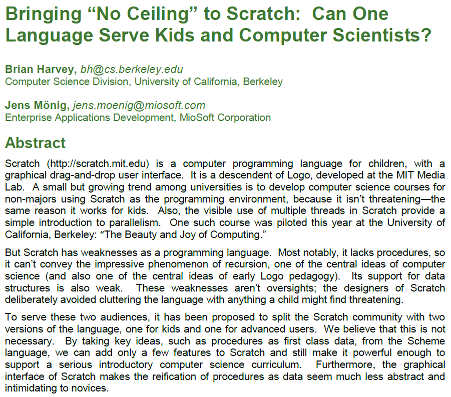 Bringing “No Ceiling” to Scratch: Can One
Language Serve Kids and Computer Scientists?
Brian Harvey, bh@cs.berkeley.edu
Computer Science Division, University of California, Berkeley
Jens Mönig, jens.moenig@miosoft.com
Enterprise Applications Development, MioSoft Corporation
Abstract
Scratch (http://scratch.mit.edu) is a computer programming language for children, with a
graphical drag-and-drop user interface. It is a descendent of Logo, developed at the MIT Media
Lab. A small but growing trend among universities is to develop computer science courses for
non-majors using Scratch as the programming environment, because it isn’t threatening—the
same reason it works for kids. Also, the visible use of multiple threads in Scratch provide a
simple introduction to parallelism. One such course was piloted this year at the University of
California, Berkeley: “The Beauty and Joy of Computing.”
But Scratch has weaknesses as a programming language. Most notably, it lacks procedures, so
it can’t convey the impressive phenomenon of recursion, one of the central ideas of computer
science (and also one of the central ideas of early Logo pedagogy). Its support for data
structures is also weak. These weaknesses aren’t oversights; the designers of Scratch
deliberately avoided cluttering the language with anything a child might find threatening.
To serve these two audiences, it has been proposed to split the Scratch community with two
versions of the language, one for kids and one for advanced users. We believe that this is not
necessary. By taking key ideas, such as procedures as first class data, from the Scheme
language, we can add only a few features to Scratch and still make it powerful enough to
support a serious introductory computer science curriculum. Furthermore, the graphical
interface of Scratch makes the reification of procedures as data seem much less abstract and
intimidating to novices.